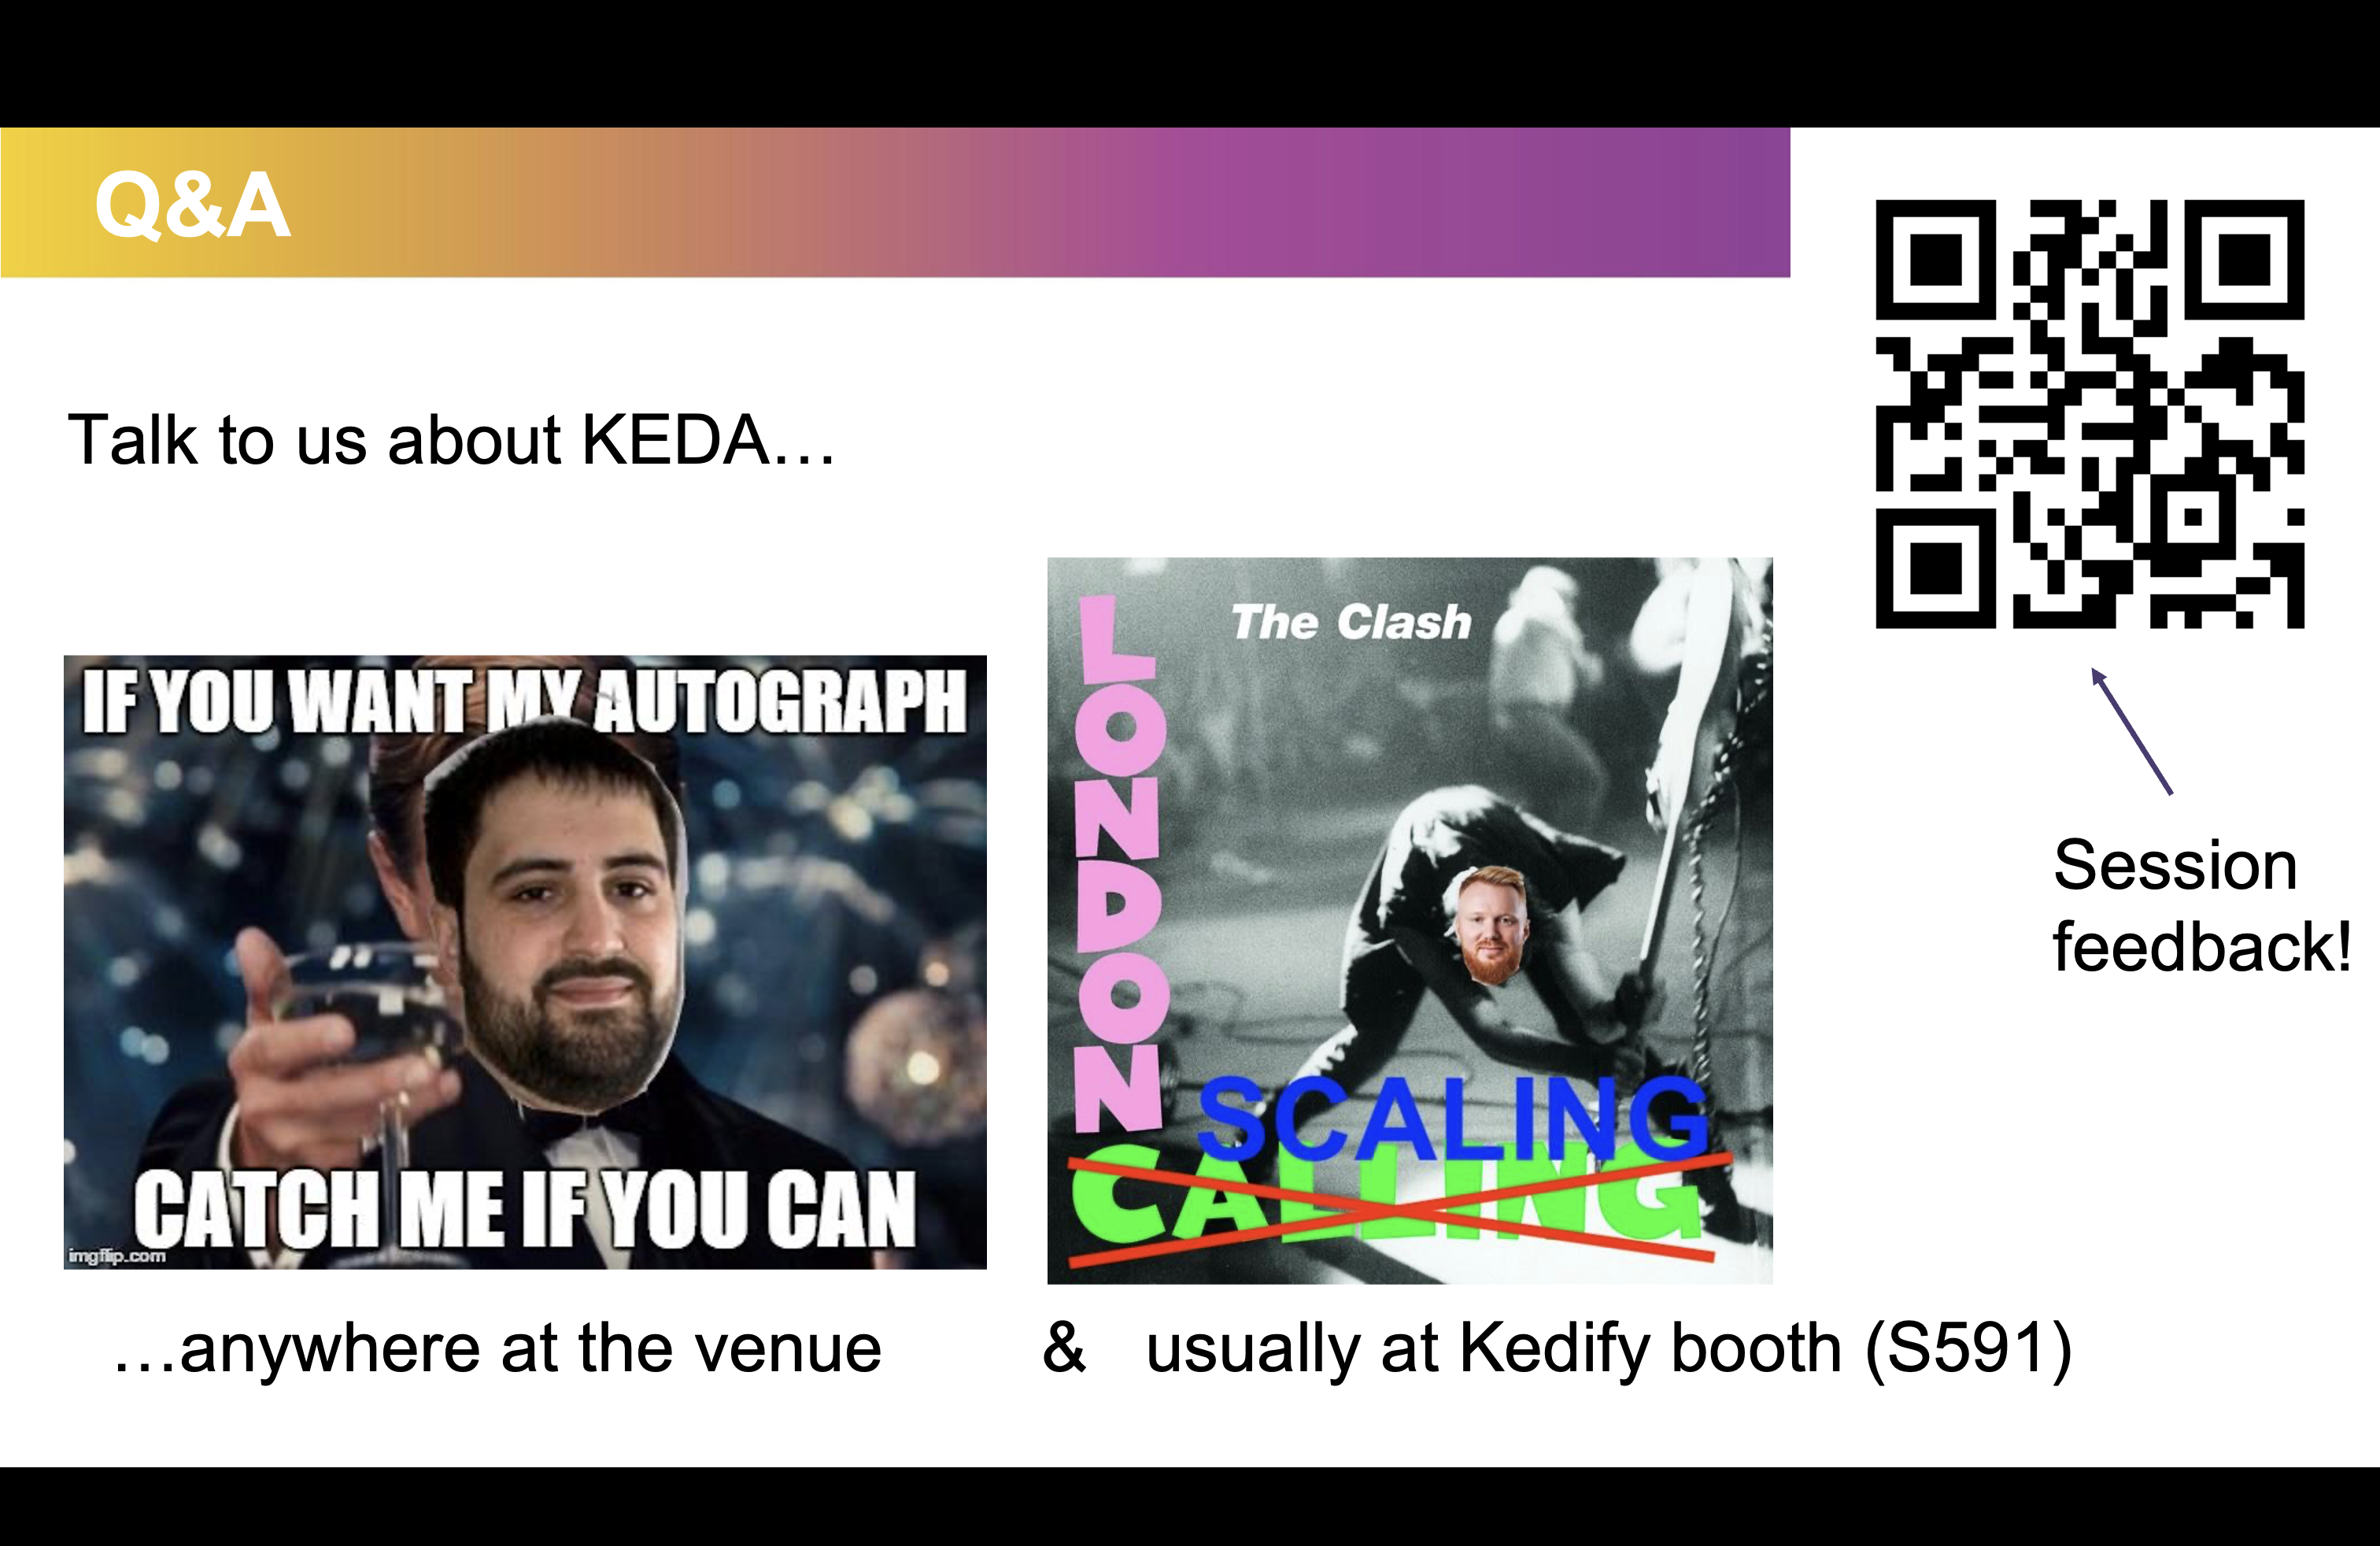 Q&A
Talk to us about KEDA…
IF YOU WANT MY AUTOGRAPH
CATCH ME IF YOU CAN
imgflip.com
The Clash
LONDON
SCALING
CALLING
Session
feedback!
…anywhere at the venue
& usually at Kedify booth (S591)